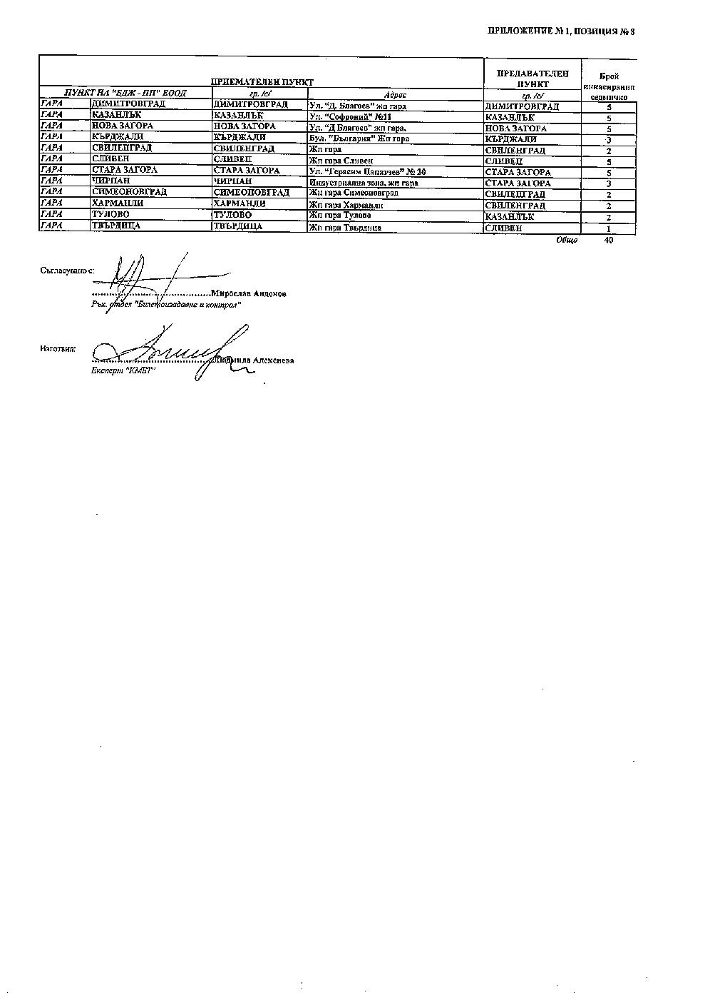 ПРИЛОЖЕНИЕ № 1, ПОЗИЦИЯ № 8
ПРИЕМАТЕЛЕН ПУНКТ ПРЕДАВАТЕЛЕН ПУНКТ Брой инкасирания седмично
ПУНКТ НА "БДЖ - ПП" ЕООД гр. /с/ Адрес гр. /с/
ГАРА ДИМИТРОВГРАД ДИМИТРОВГРАД Ул. "Д. Благоев" жп гара ДИМИТРОВГРАД 5
ГАРА КАЗАНЛЪК КАЗАНЛЪК Ул. "Софроний" №11 КАЗАНЛЪК 5
ГАРА НОВА ЗАГОРА НОВА ЗАГОРА Ул. "Д Благоев" жп гара. НОВА ЗАГОРА 5
ГАРА КЪРДЖАЛИ КЪРДЖАЛИ Бул. "България" Жп гара КЪРДЖАЛИ 3
ГАРА СВИЛЕНГРАД СВИЛЕНГРАД Жп гара СВИЛЕНГРАД 2
ГАРА СЛИВЕН СЛИВЕН Жп гара Сливен СЛИВЕН 5
ГАРА СТАРА ЗАГОРА СТАРА ЗАГОРА Ул. "Герасим Папатчев" № 20 СТАРА ЗАГОРА 5
ГАРА ЧИРПАН ЧИРПАН Индустриална зона, жп гара СТАРА ЗАГОРА 3
ГАРА СИМЕОНОВГРАД СИМЕОНОВГРАД Жп гара Симеоновград СВИЛЕНГРАД 2
ГАРА ХАРМАНЛИ ХАРМАНЛИ Жп гара Харманли СВИЛЕНГРАД 2
ГАРА ТУЛОВО ТУЛОВО Жп гара Тулово КАЗАНЛЪК 2
ГАРА ТВЪРДИЦА ТВЪРДИЦА Жп гара Твърдица СЛИВЕН 1
Общо 40
Съгласувано с:
Мирослав Андонов
Рък. отдел "Билетоиздаване и контрол"
Изготвил:
Людмила Алексиева
Експерт "КМБТ"